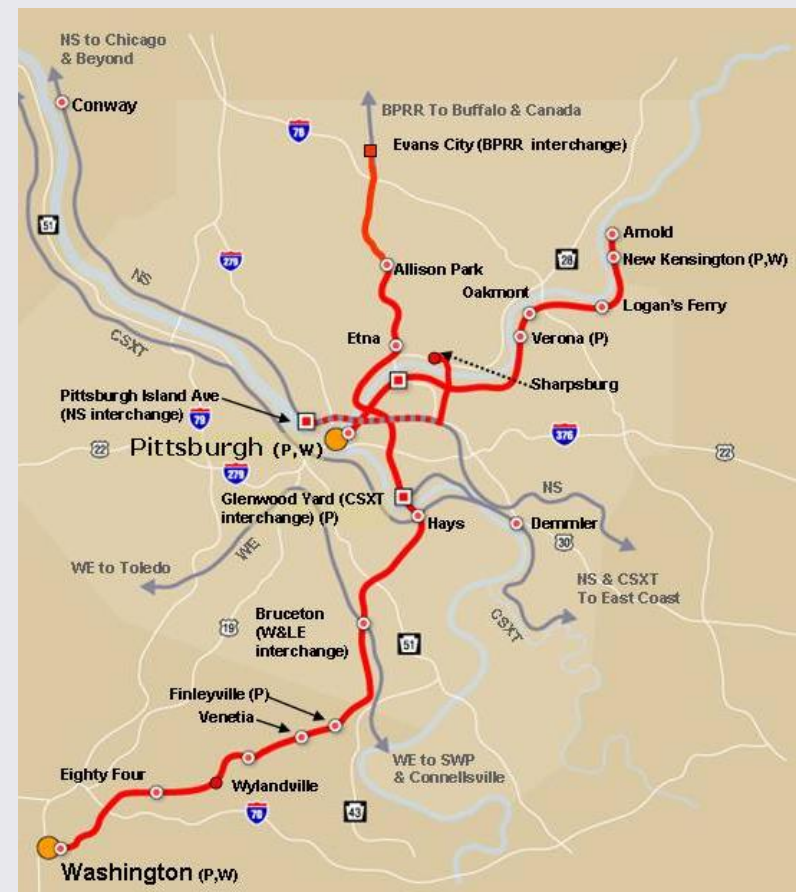 NS to Chicago
& Beyond
Conway
BPRR To Buffalo & Canada
78
Evans City (BPRR interchange)
51
NS
279
Arnold
28
New Kensington (P,W)
Allison Park
Oakmont
Logan's Ferry
CSXT
Etna
Verona (P)
Sharpsburg
Pittsburgh Island Ave
(NS interchange)
79
376
Pittsburgh (P,W)
22
22
279
Glenwood Yard (CSXT
interchange) (P)
NS
Hays
Demmler
30
WE
WE to Toledo
NS & CSXT
To East Coast
Bruceton
(W&LE
interchange)
19
51
CSXT
Finleyville (P)
Venetia
WE to SWP
& Connellsville
Eighty Four
Wylandville
70
43
Washington (P,W)